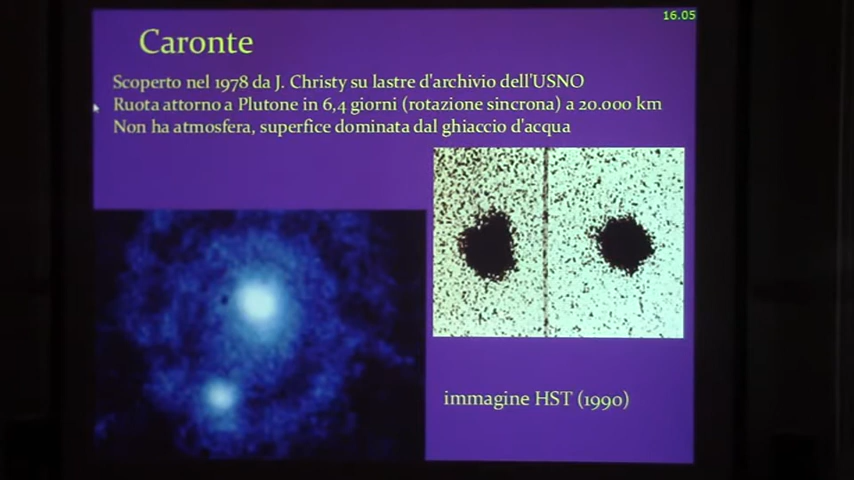 16.05
Caronte
Scoperto nel 1978 da J. Christy su lastre d'archivio dell'USNO
Ruota attorno a Plutone in 6,4 giorni (rotazione sincrona) a 20.000 km
Non ha atmosfera, superfice dominata dal ghiaccio d'acqua
immagine HST (1990)